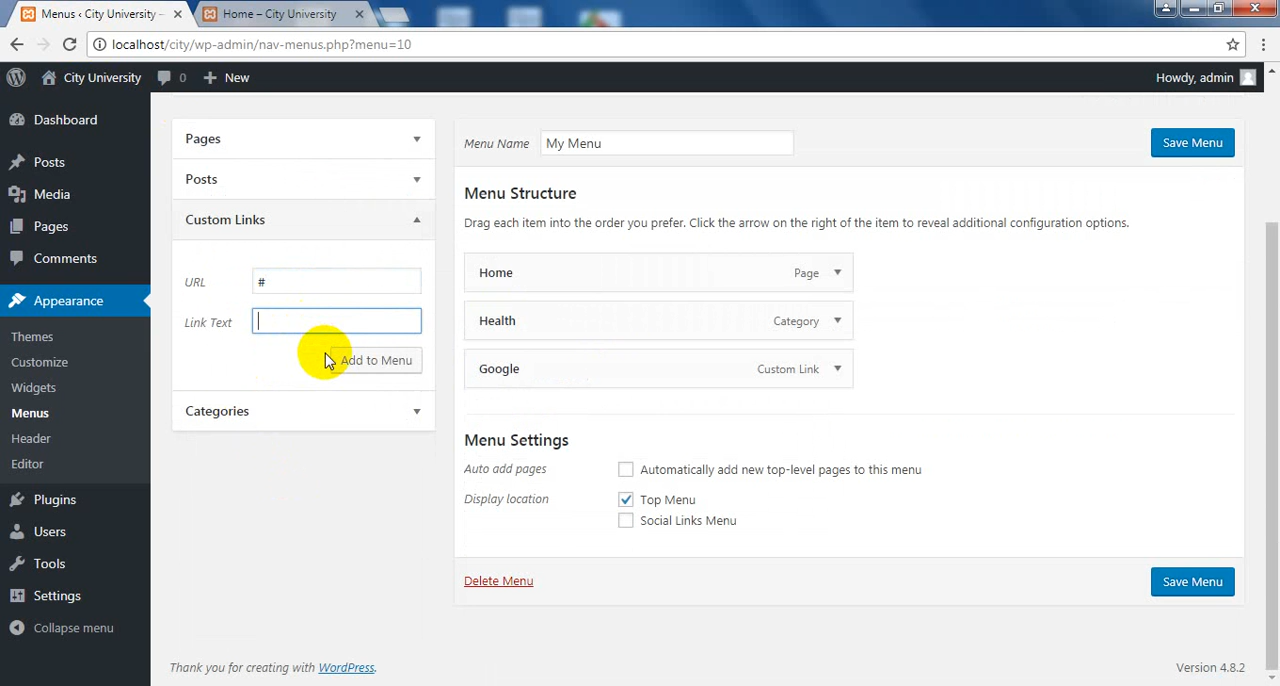 Menus ‹ City University –
Home – City University
localhost/city/wp-admin/nav-menus.php?menu=10
City University
0
New
Howdy, admin
Dashboard
Posts
Media
Pages
Comments
Appearance
Themes
Customize
Widgets
Menus
Header
Editor
Plugins
Users
Tools
Settings
Collapse menu
Pages
Posts
Custom Links
URL #
Link Text
Add to Menu
Categories
Menu Name My Menu
Save Menu
Menu Structure
Drag each item into the order you prefer. Click the arrow on the right of the item to reveal additional configuration options.
Home Page
Health Category
Google Custom Link
Menu Settings
Auto add pages Automatically add new top-level pages to this menu
Display location Top Menu
Social Links Menu
Delete Menu
Save Menu
Thank you for creating with WordPress.
Version 4.8.2